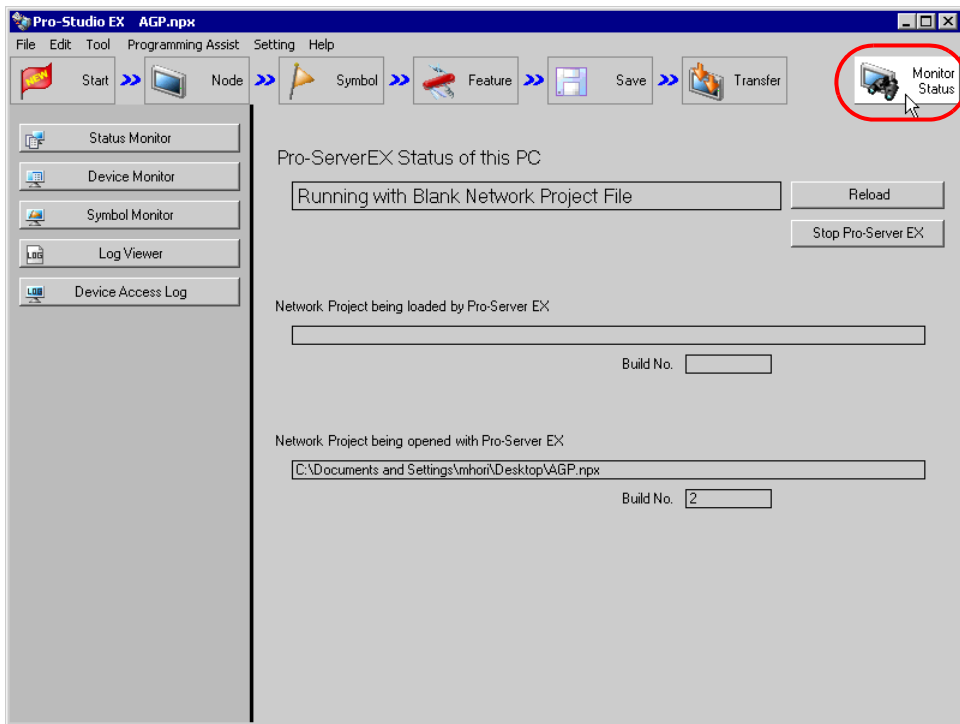 Pro-Studio EX AGP.npx
File Edit Tool Programming Assist Setting Help
NEW Start Node Symbol Feature Save Transfer Monitor Status
Status Monitor
Device Monitor
Symbol Monitor
LOG Log Viewer
LOG Device Access Log
Pro-ServerEX Status of this PC
Running with Blank Network Project File
Reload
Stop Pro-Server EX
Network Project being loaded by Pro-Server EX
Build No.
Network Project being opened with Pro-Server EX
C:\Documents and Settings\mhori\Desktop\AGP.npx
Build No. 2